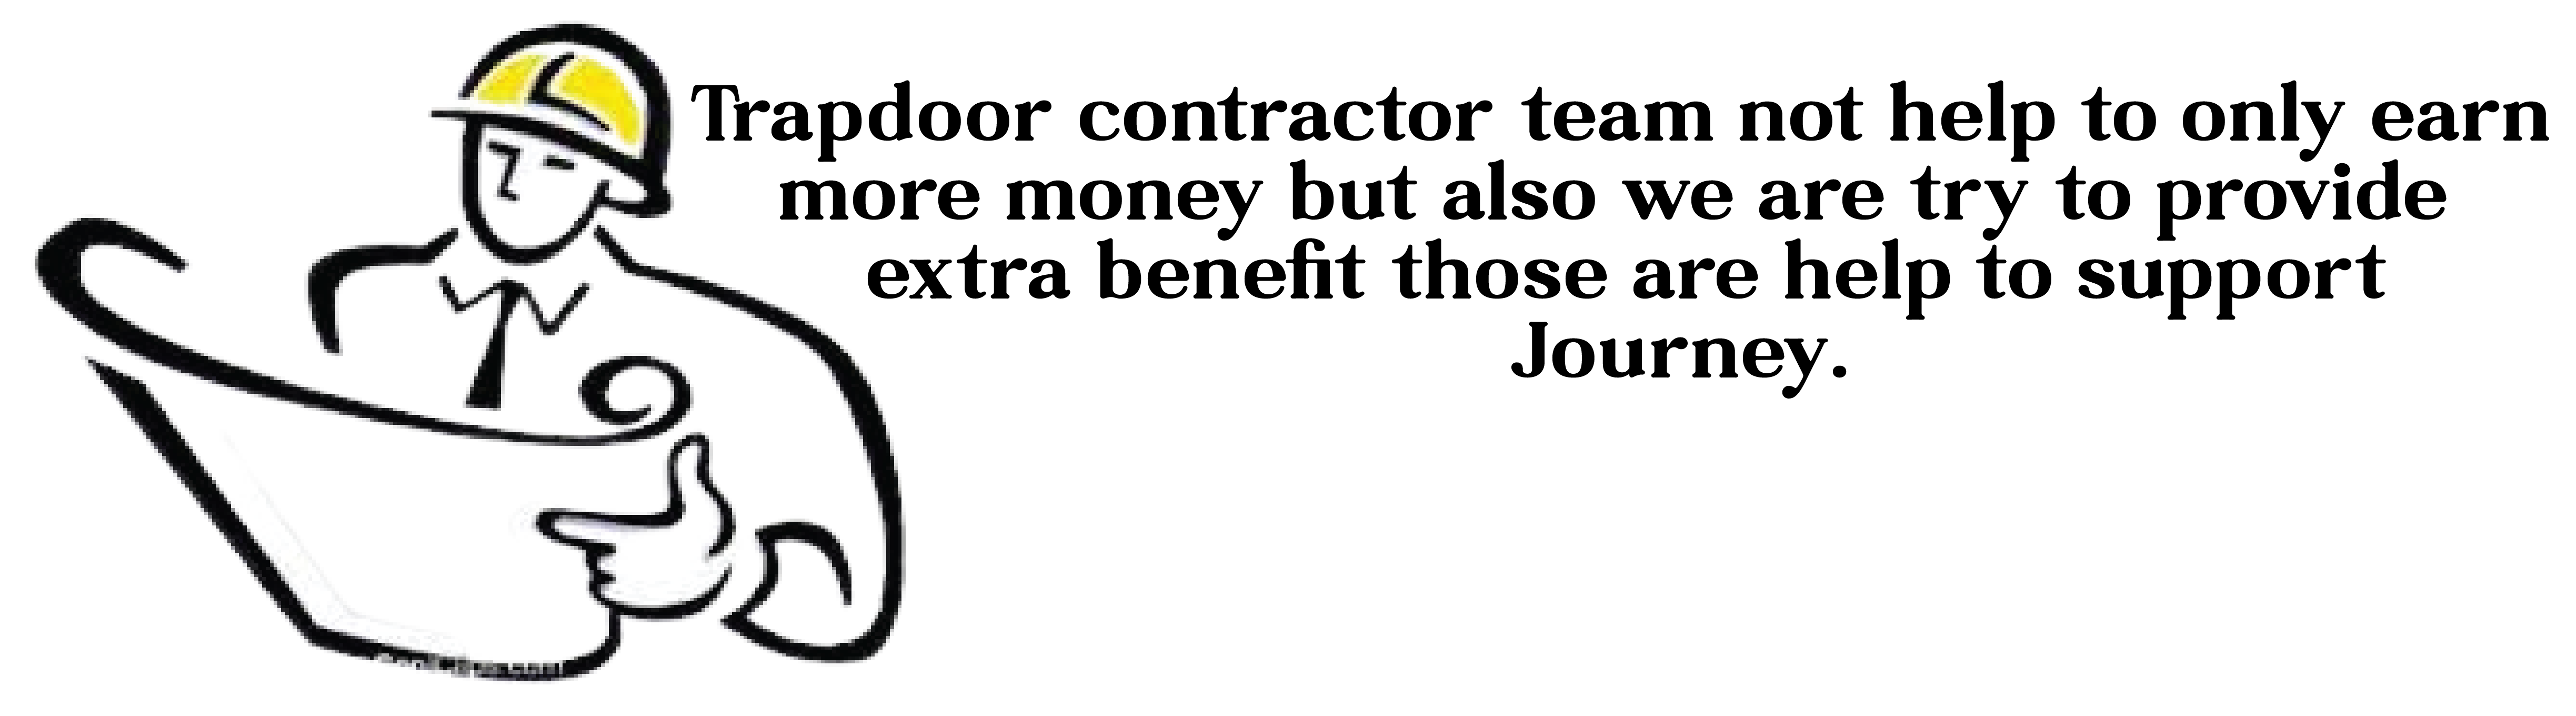 Trapdoor contractor team not help to only earn
more money but also we are try to provide
extra benefit those are help to support
Journey.